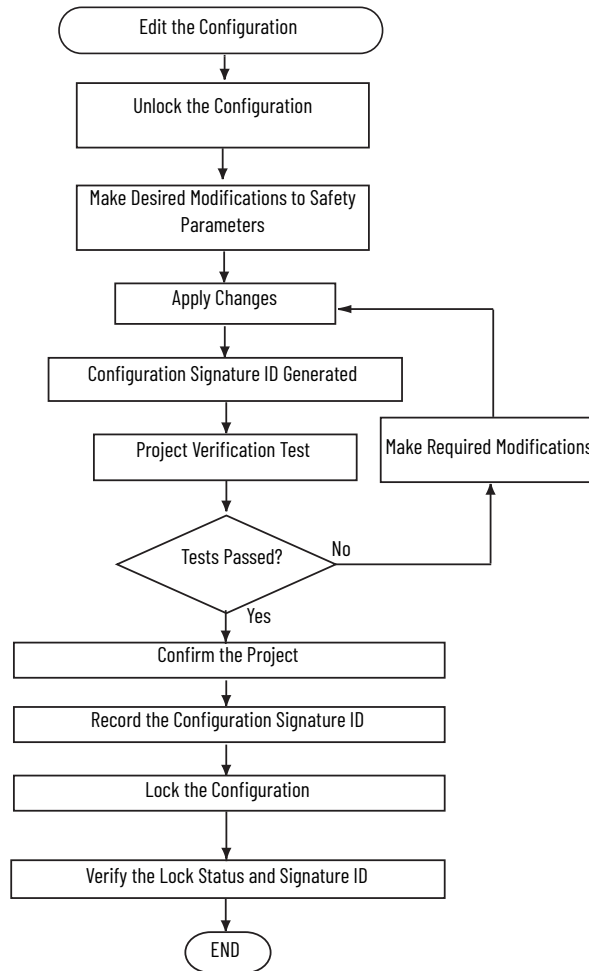 Edit the Configuration
Unlock the Configuration
Make Desired Modifications to Safety
Parameters
Apply Changes
Configuration Signature ID Generated
Project Verification Test
Make Required Modifications
Tests Passed?
No
Yes
Confirm the Project
Record the Configuration Signature ID
Lock the Configuration
Verify the Lock Status and Signature ID
END